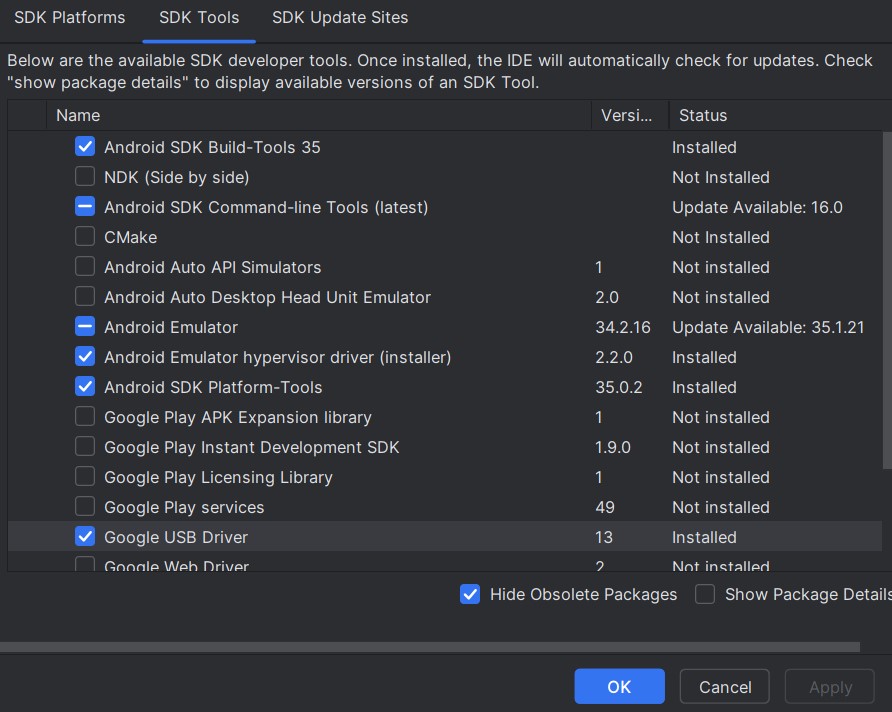 SDK Platforms SDK Tools SDK Update Sites
Below are the available SDK developer tools. Once installed, the IDE will automatically check for updates. Check
"show package details" to display available versions of an SDK Tool.
Name Versi... Status
Android SDK Build-Tools 35 Installed
NDK (Side by side) Not Installed
Android SDK Command-line Tools (latest) Update Available: 16.0
CMake Not Installed
Android Auto API Simulators 1 Not installed
Android Auto Desktop Head Unit Emulator 2.0 Not installed
Android Emulator 34.2.16 Update Available: 35.1.21
Android Emulator hypervisor driver (installer) 2.2.0 Installed
Android SDK Platform-Tools 35.0.2 Installed
Google Play APK Expansion library 1 Not installed
Google Play Instant Development SDK 1.9.0 Not installed
Google Play Licensing Library 1 Not installed
Google Play services 49 Not installed
Google USB Driver 13 Installed
Google Web Driver 2 Not installed
Hide Obsolete Packages Show Package Details
OK Cancel Apply